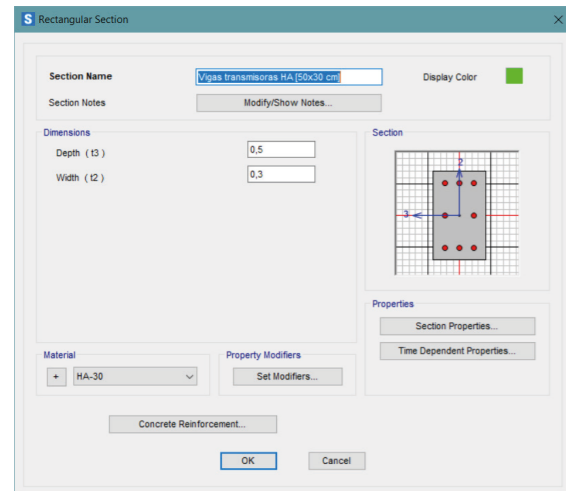 S Rectangular Section
Section Name Vigas transmisoras HA [50x30 cm] Display Color
Section Notes Modify/Show Notes...
Dimensions
Depth ( t3 ) 0,5
Width ( t2 ) 0,3
Section
2
3
Properties
Section Properties...
Time Dependent Properties...
Material
+ HA-30
Property Modifiers
Set Modifiers...
Concrete Reinforcement...
OK Cancel